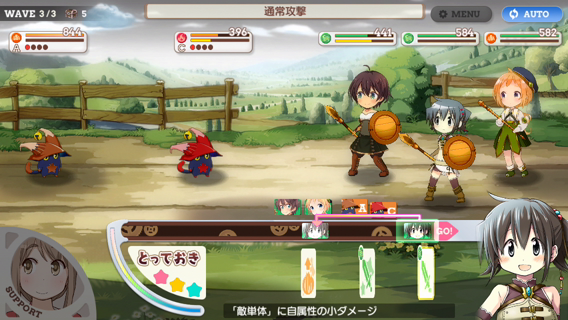 WAVE 3/3 5
通常攻撃
MENU
AUTO
844
A
396
C
441
584
582
A
C
GO!
とっておき
SUPPORT
「敵単体」に自属性の小ダメージ